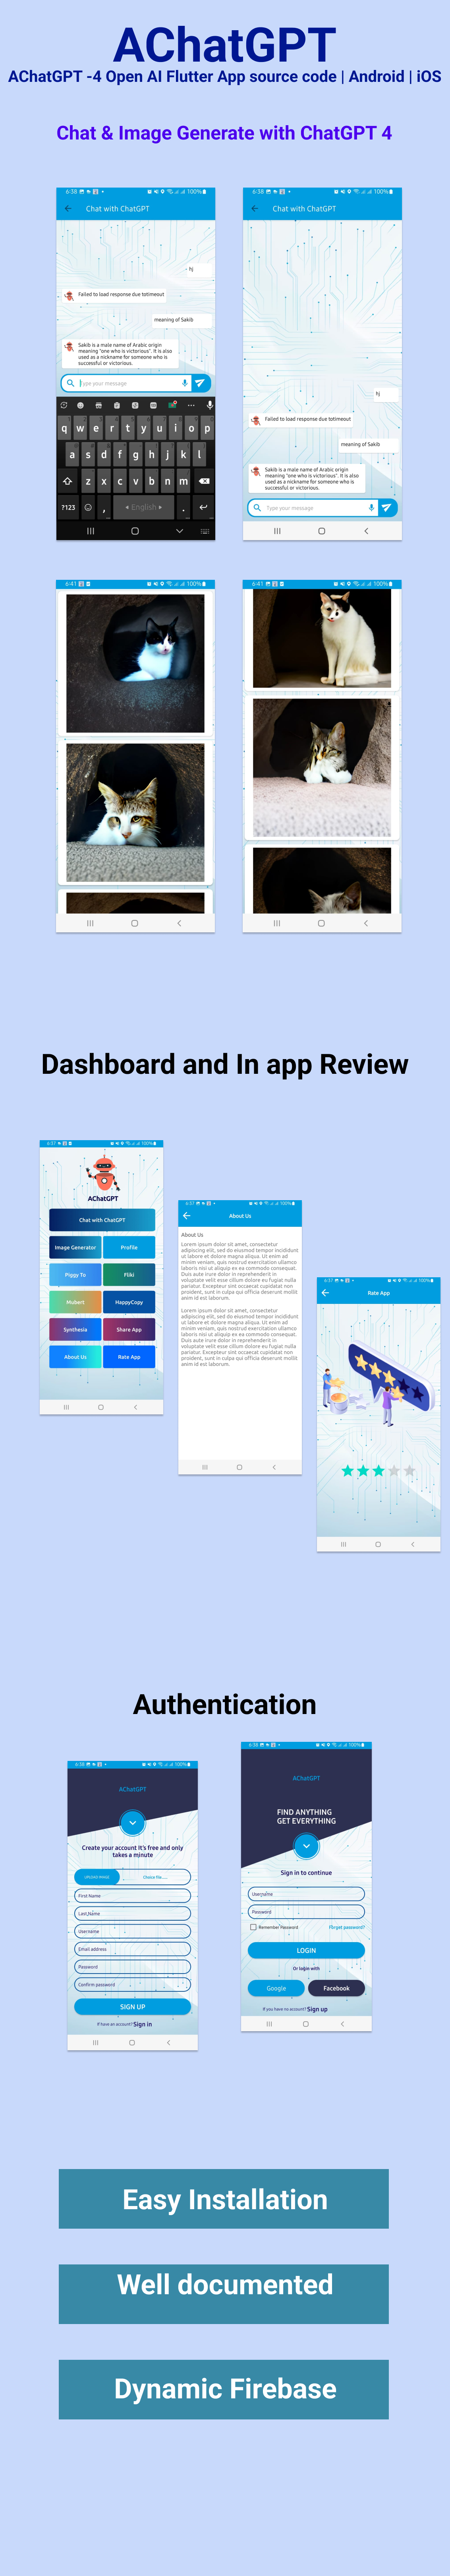 AChatGPT
AChatGPT -4 Open AI Flutter App source code | Android | iOS
Chat & Image Generate with ChatGPT 4
6:38
100%
Chat with ChatGPT
hj
Failed to load response due totimeout
meaning of Sakib
Sakib is a male name of Arabic origin
meaning "one who is victorious". It is also
used as a nickname for someone who is
successful or victorious.
Type your message
q w e r t y u i o p
a s d f g h j k l
z x c v b n m
?123 , English .
6:38
100%
Chat with ChatGPT
hj
Failed to load response due totimeout
meaning of Sakib
Sakib is a male name of Arabic origin
meaning "one who is victorious". It is also
used as a nickname for someone who is
successful or victorious.
Type your message
6:41
100%
6:41
100%
Dashboard and In app Review
6:37
100%
AChatGPT
Chat with ChatGPT
Image Generator
Profile
Piggy To
Fliki
Mubert
HappyCopy
Synthesia
Share App
About Us
Rate App
6:37
100%
About Us
About Us
Lorem ipsum dolor sit amet, consectetur
adipiscing elit, sed do eiusmod tempor incididunt
ut labore et dolore magna aliqua. Ut enim ad
minim veniam, quis nostrud exercitation ullamco
laboris nisi ut aliquip ex ea commodo consequat.
Duis aute irure dolor in reprehenderit in
voluptate velit esse cillum dolore eu fugiat nulla
pariatur. Excepteur sint occaecat cupidatat non
proident, sunt in culpa qui officia deserunt mollit
anim id est laborum.
Lorem ipsum dolor sit amet, consectetur
adipiscing elit, sed do eiusmod tempor incididunt
ut labore et dolore magna aliqua. Ut enim ad
minim veniam, quis nostrud exercitation ullamco
laboris nisi ut aliquip ex ea commodo consequat.
Duis aute irure dolor in reprehenderit in
voluptate velit esse cillum dolore eu fugiat nulla
pariatur. Excepteur sint occaecat cupidatat non
proident, sunt in culpa qui officia deserunt mollit
anim id est laborum.
6:37
100%
Rate App
Authentication
6:38
100%
AChatGPT
Create your account it's free and only
takes a minute
UPLOAD IMAGE
Choice File.....
First Name
Last Name
Username
Email address
Password
Confirm password
SIGN UP
If have an account? Sign in
6:38
100%
AChatGPT
FIND ANYTHING
GET EVERYTHING
Sign in to continue
Username
Password
Remember Password
Forget password?
LOGIN
Or login with
Google
Facebook
If you have no account? Sign up
Easy Installation
Well documented
Dynamic Firebase